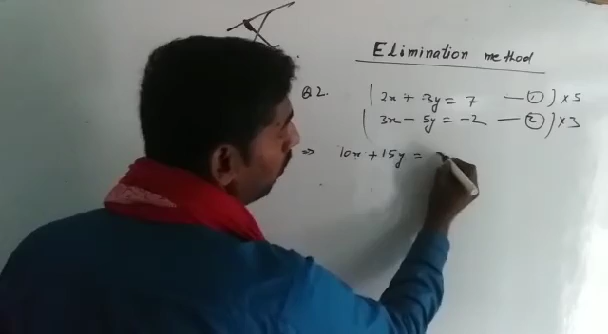 Elimination method
Q2. (2x + 3y = 7 — ①) × 5
(3x - 5y = -2 — ②) × 3
⇒ 10x + 15y =